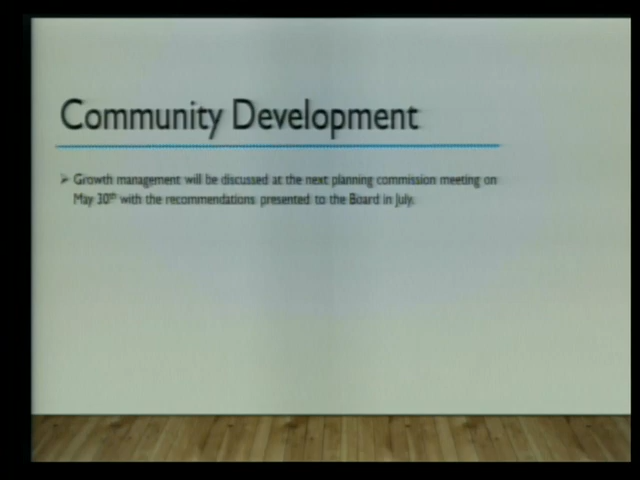 Community Development
➢ Growth management will be discussed at the next planning commission meeting on
May 30th with the recommendations presented to the Board in July.